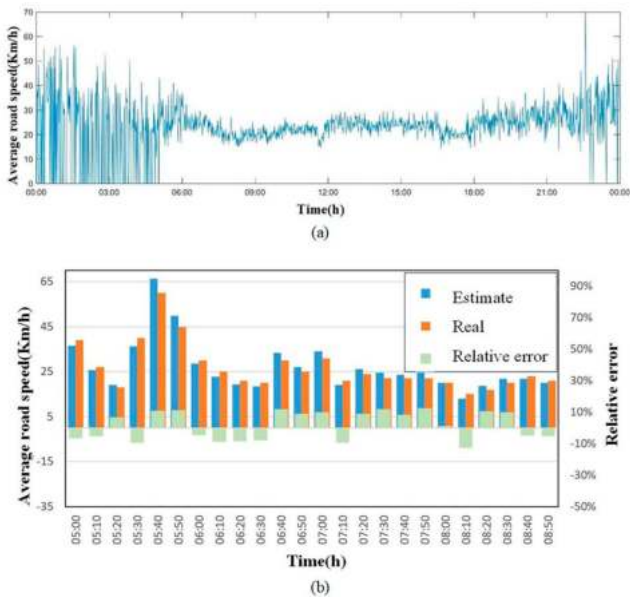 70
60
50
40
30
20
10
0
Average road speed(Km/h)
00:00 03:00 06:00 09:00 12:00 15:00 18:00 21:00 00:00
Time(h)
(a)
65
45
25
5
-15
-35
Average road speed(Km/h)
Estimate
Real
Relative error
90%
70%
50%
30%
10%
-10%
-30%
-50%
Relative error
05:00 05:10 05:20 05:30 05:40 05:50 06:00 06:10 06:20 06:30 06:40 06:50 07:00 07:10 07:20 07:30 07:40 07:50 08:00 08:10 08:20 08:30 08:40 08:50
Time(h)
(b)